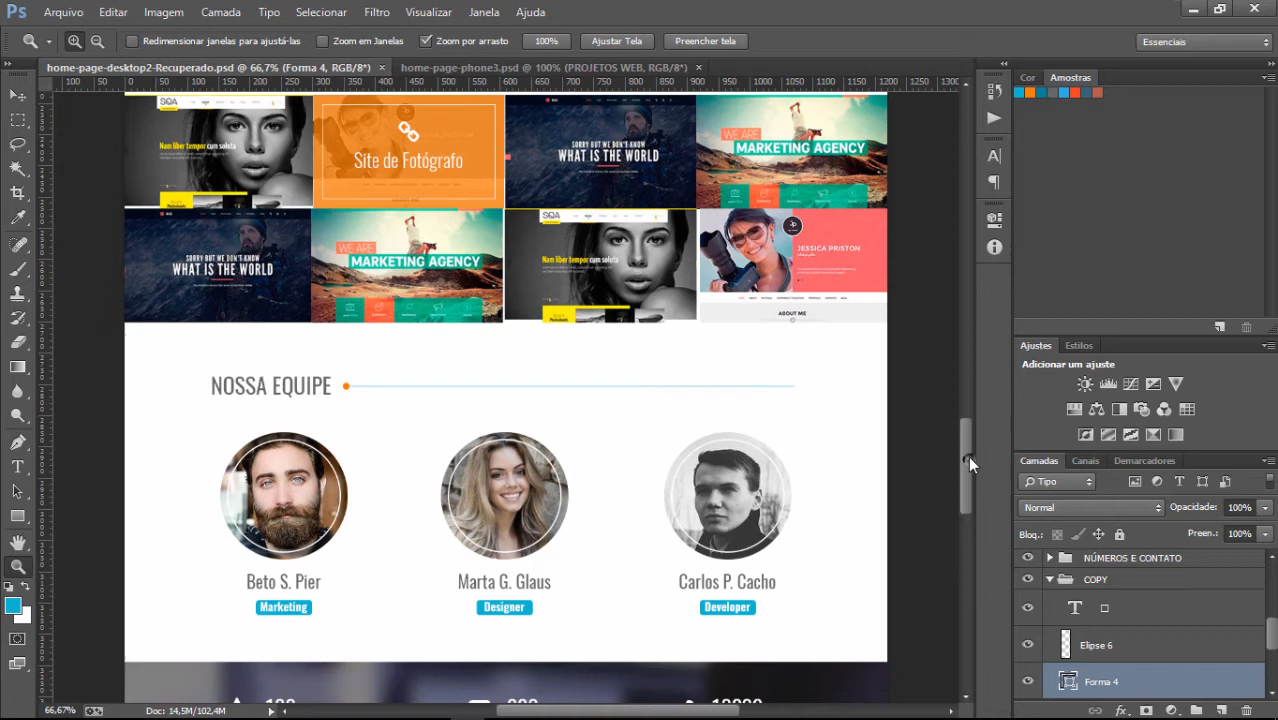 Ps Arquivo Editar Imagem Camada Tipo Selecionar Filtro Visualizar Janela Ajuda
Redimensionar janelas para ajustá-las Zoom em Janelas Zoom por arrasto 100% Ajustar Tela Preencher tela Essenciais
home-page-desktop2-Recuperado.psd @ 66,7% (Forma 4, RGB/8*) × home-page-phone3.psd @ 100% (PROJETOS WEB, RGB/8*) ×
100 50 0 50 100 150 200 250 300 350 400 450 500 550 600 650 700 750 800 850 900 950 1000 1050 1100 1150 1200 1250 1300
Cor Amostras
SQA
Nam liber tempor cum soluta
Site de Fotógrafo
SORRY BUT WE DON'T KNOW
WHAT IS THE WORLD
WE ARE
MARKETING AGENCY
SORRY BUT WE DON'T KNOW
WHAT IS THE WORLD
WE ARE
MARKETING AGENCY
SQA
Nam liber tempor cum soluta
JESSICA PRISTON
ABOUT ME
NOSSA EQUIPE
Beto S. Pier
Marketing
Marta G. Glaus
Designer
Carlos P. Cacho
Developer
Ajustes Estilos
Adicionar um ajuste
Camadas Canais Demarcadores
Tipo
Normal Opacidade: 100%
Bloq.: Preen.: 100%
NÚMEROS E CONTATO
COPY
T
Elipse 6
Forma 4
fx
66,67% Doc: 14,5M/102,4M